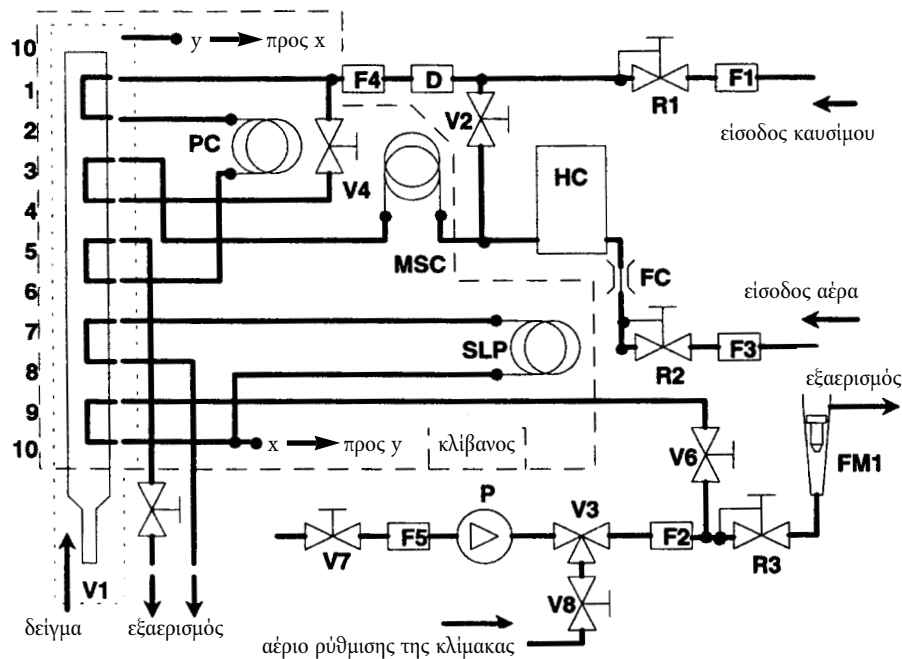 10
y → προς x
1
F4
D
R1
F1
είσοδος καυσίμου
2
PC
V4
V2
3
HC
4
MSC
5
FC
είσοδος αέρα
6
7
SLP
R2
F3
8
εξαερισμός
9
10
x → προς y
κλίβανος
V6
FM1
P
V3
F5
F2
V7
R3
V1
V8
δείγμα
εξαερισμός
αέριο ρύθμισης της κλίμακας